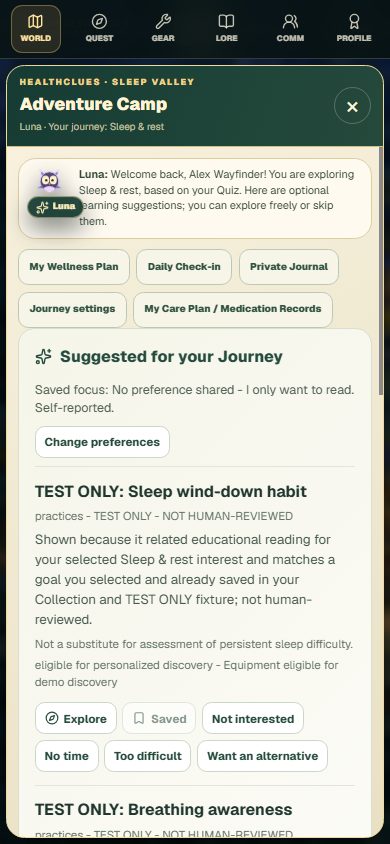 WORLD
QUEST
GEAR
LORE
COMM
PROFILE
HEALTHCLUES · SLEEP VALLEY
Adventure Camp
Luna · Your journey: Sleep & rest
Luna: Welcome back, Alex Wayfinder! You are exploring
Sleep & rest, based on your Quiz. Here are optional
learning suggestions; you can explore freely or skip
them.
Luna
My Wellness Plan
Daily Check-in
Private Journal
Journey settings
My Care Plan / Medication Records
Suggested for your Journey
Saved focus: No preference shared - I only want to read.
Self-reported.
Change preferences
TEST ONLY: Sleep wind-down habit
practices - TEST ONLY - NOT HUMAN-REVIEWED
Shown because it related educational reading for
your selected Sleep & rest interest and matches a
goal you selected and already saved in your
Collection and TEST ONLY fixture; not human-
reviewed.
Not a substitute for assessment of persistent sleep difficulty.
eligible for personalized discovery - Equipment eligible for
demo discovery
Explore
Saved
Not interested
No time
Too difficult
Want an alternative
TEST ONLY: Breathing awareness
practices - TEST ONLY - NOT HUMAN-REVIEWED